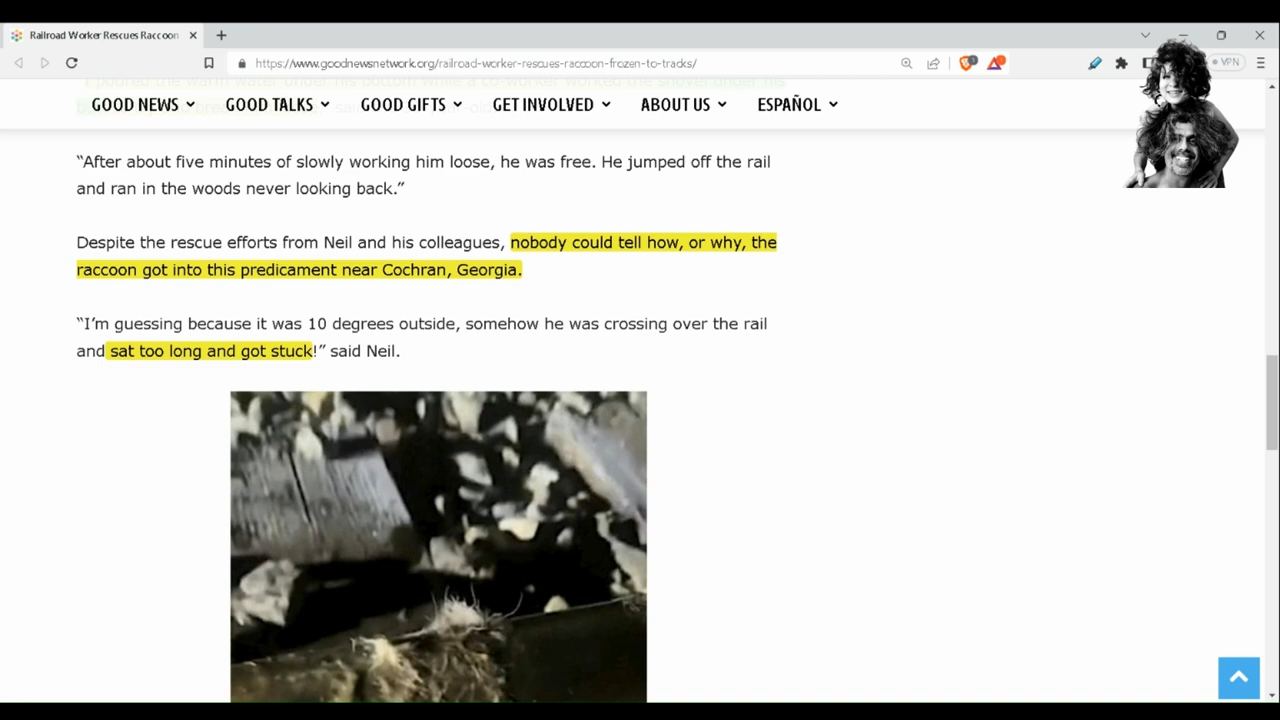 Railroad Worker Rescues Raccoon
https://www.goodnewsnetwork.org/railroad-worker-rescues-raccoon-frozen-to-tracks/
VPN
GOOD NEWS
GOOD TALKS
GOOD GIFTS
GET INVOLVED
ABOUT US
ESPAÑOL
“After about five minutes of slowly working him loose, he was free. He jumped off the rail
and ran in the woods never looking back.”
Despite the rescue efforts from Neil and his colleagues, nobody could tell how, or why, the
raccoon got into this predicament near Cochran, Georgia.
“I’m guessing because it was 10 degrees outside, somehow he was crossing over the rail
and sat too long and got stuck!” said Neil.